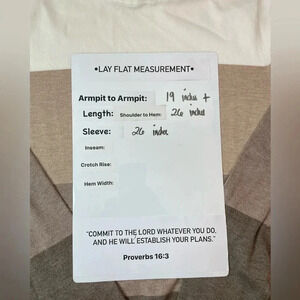 •LAY FLAT MEASUREMENT•
Armpit to Armpit: 19 inches +
Length: Shoulder to Hem: 26 inches
Sleeve: 26 inches
Inseam:
Crotch Rise:
Hem Width:
"COMMIT TO THE LORD WHATEVER YOU DO,
AND HE WILL ESTABLISH YOUR PLANS."
Proverbs 16:3